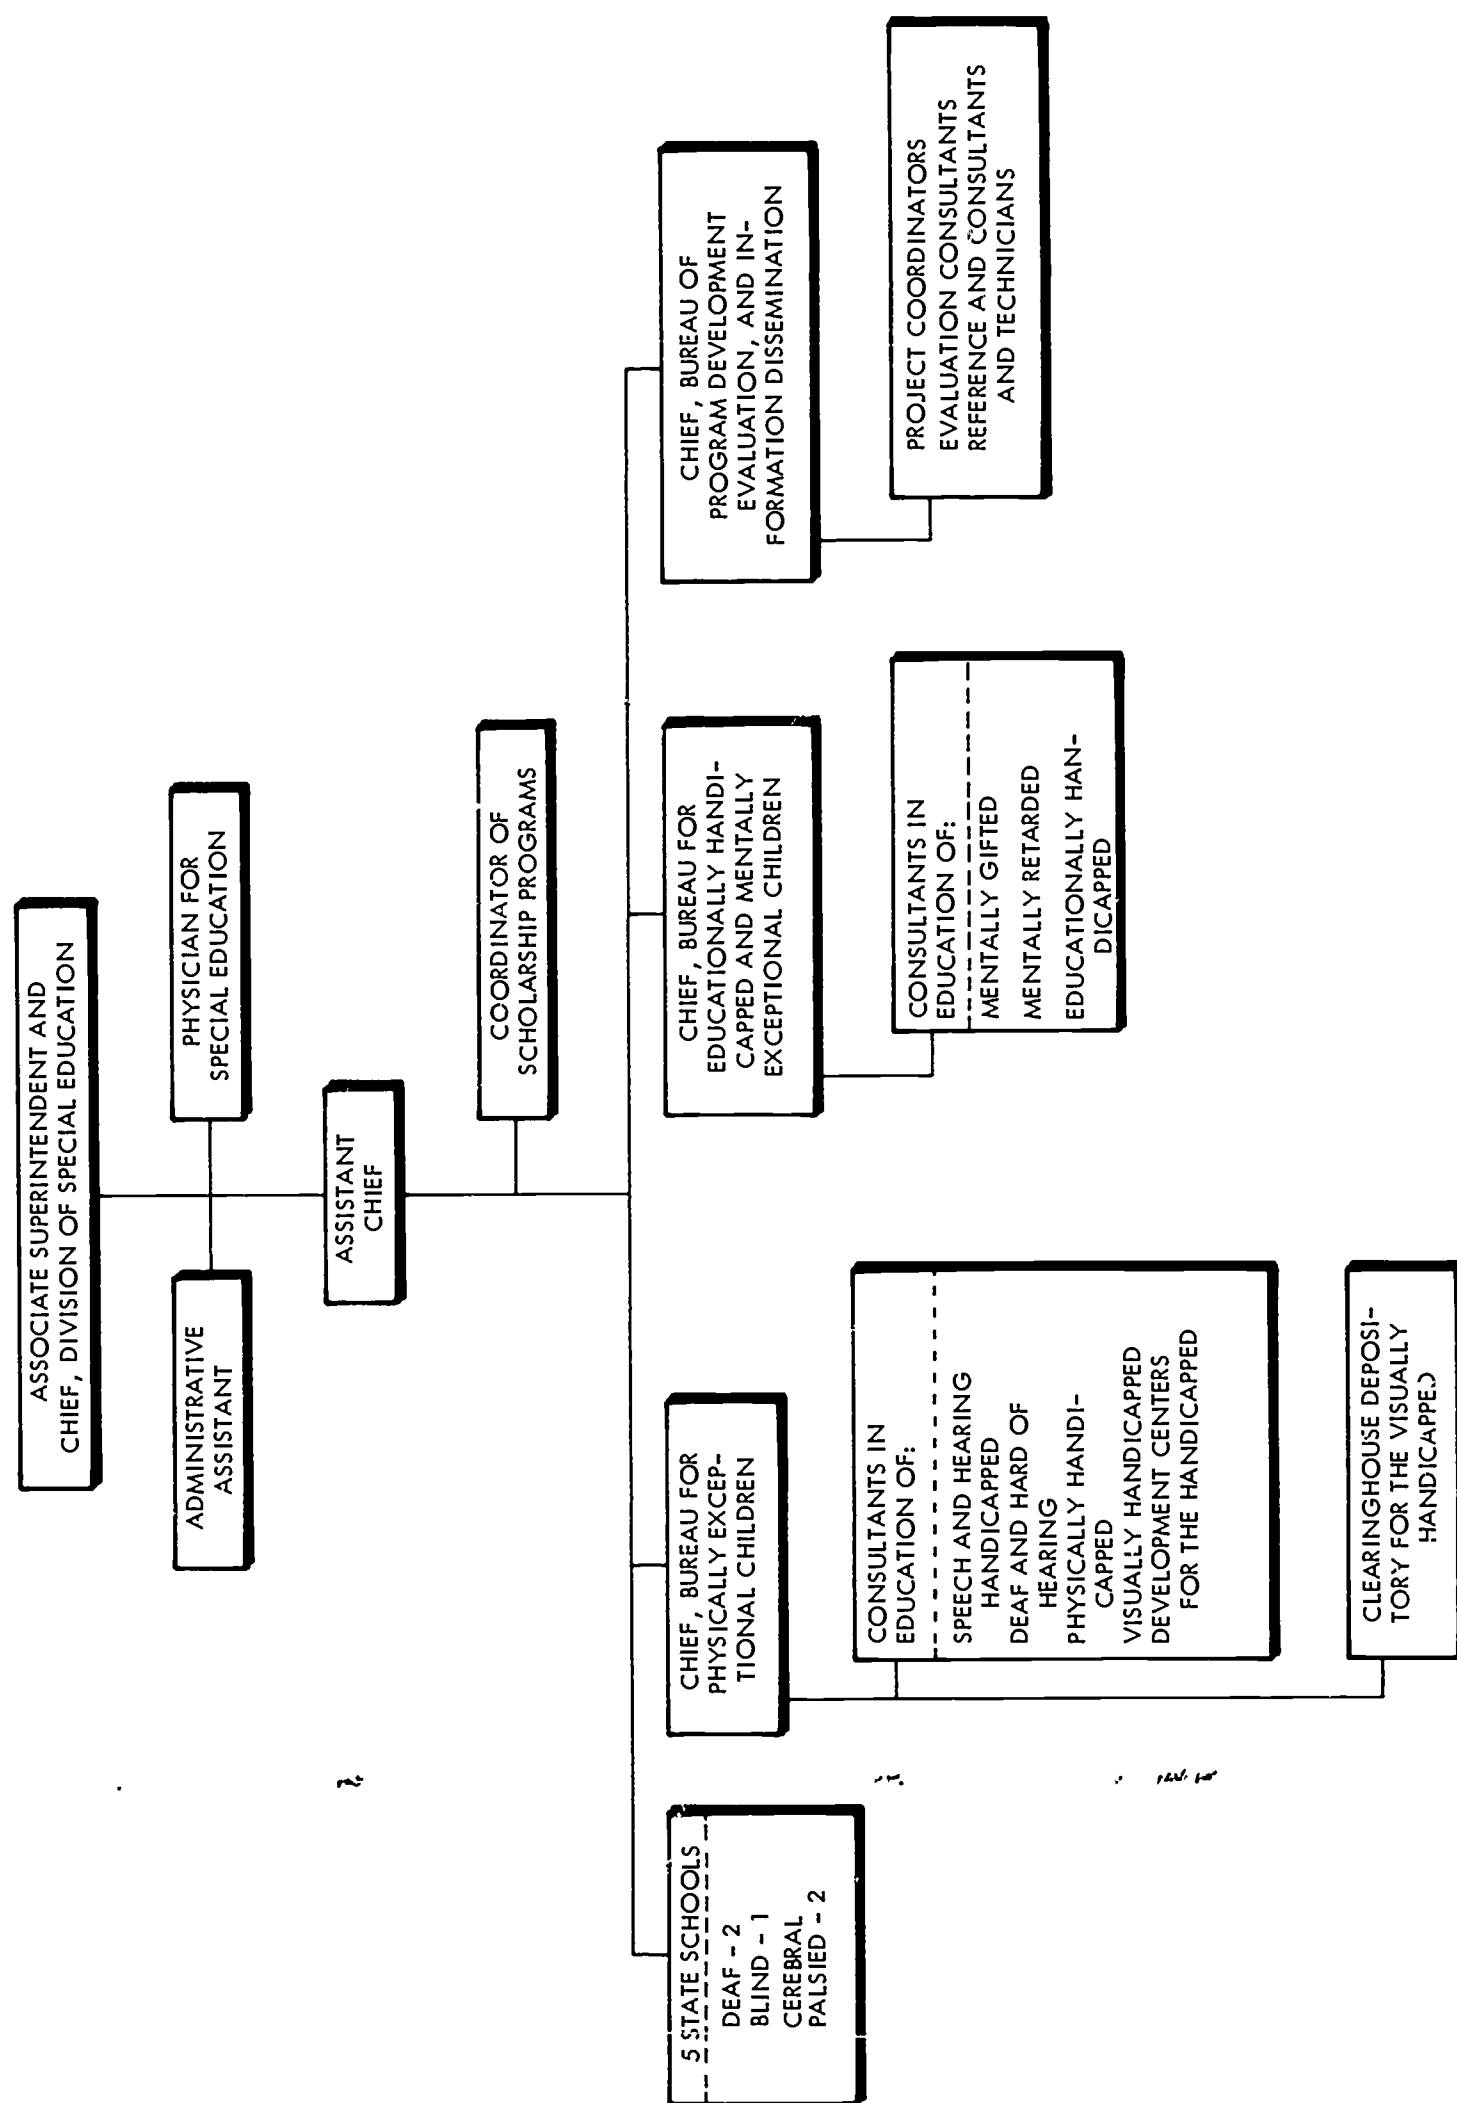 ASSOCIATE SUPERINTENDENT AND
CHIEF, DIVISION OF SPECIAL EDUCATION
ADMINISTRATIVE
ASSISTANT
PHYSICIAN FOR
SPECIAL EDUCATION
ASSISTANT
CHIEF
COORDINATOR OF
SCHOLARSHIP PROGRAMS
5 STATE SCHOOLS
DEAF - 2
BLIND - 1
CEREBRAL
PALSIED - 2
CHIEF, BUREAU FOR
PHYSICALLY EXCEP-
TIONAL CHILDREN
CONSULTANTS IN
EDUCATION OF:
SPEECH AND HEARING
HANDICAPPED
DEAF AND HARD OF
HEARING
PHYSICALLY HANDI-
CAPPED
VISUALLY HANDICAPPED
DEVELOPMENT CENTERS
FOR THE HANDICAPPED
CLEARINGHOUSE DEPOSI-
TORY FOR THE VISUALLY
HANDICAPPED
CHIEF, BUREAU FOR
EDUCATIONALLY HANDI-
CAPPED AND MENTALLY
EXCEPTIONAL CHILDREN
CONSULTANTS IN
EDUCATION OF:
MENTALLY GIFTED
MENTALLY RETARDED
EDUCATIONALLY HAN-
DICAPPED
CHIEF, BUREAU OF
PROGRAM DEVELOPMENT
EVALUATION, AND IN-
FORMATION DISSEMINATION
PROJECT COORDINATORS
EVALUATION CONSULTANTS
REFERENCE AND CONSULTANTS
AND TECHNICIANS